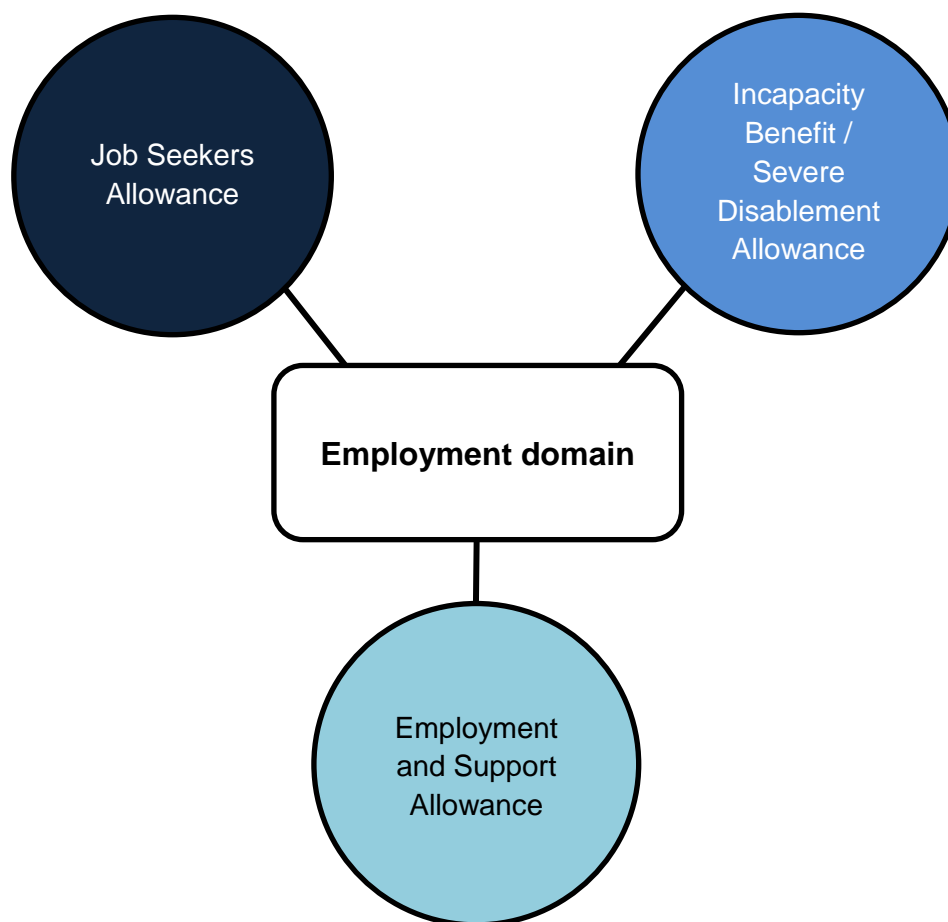 Job Seekers
Allowance
Incapacity
Benefit /
Severe
Disablement
Allowance
Employment domain
Employment
and Support
Allowance